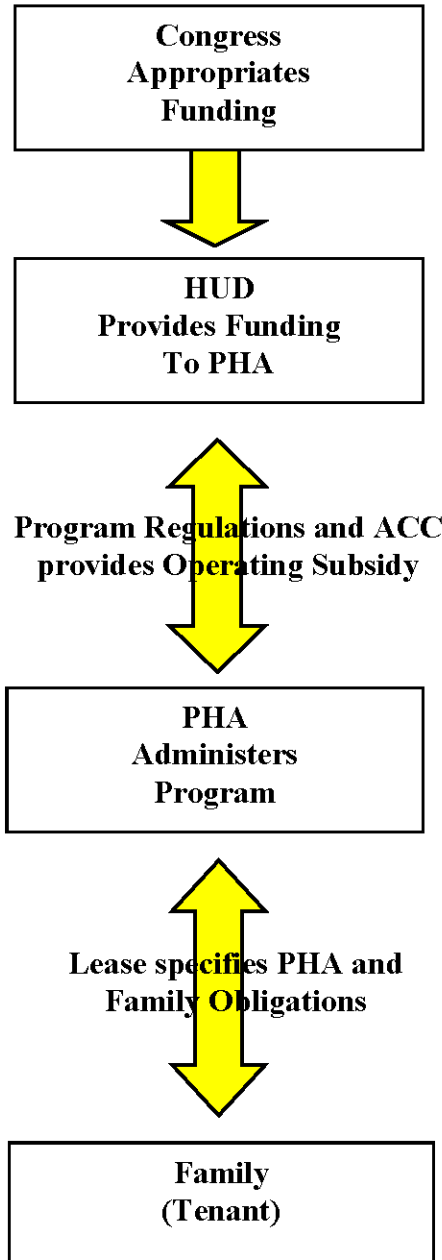 Congress
Appropriates
Funding
HUD
Provides Funding
To PHA
Program Regulations and ACC
provides Operating Subsidy
PHA
Administers
Program
Lease specifies PHA and
Family Obligations
Family
(Tenant)